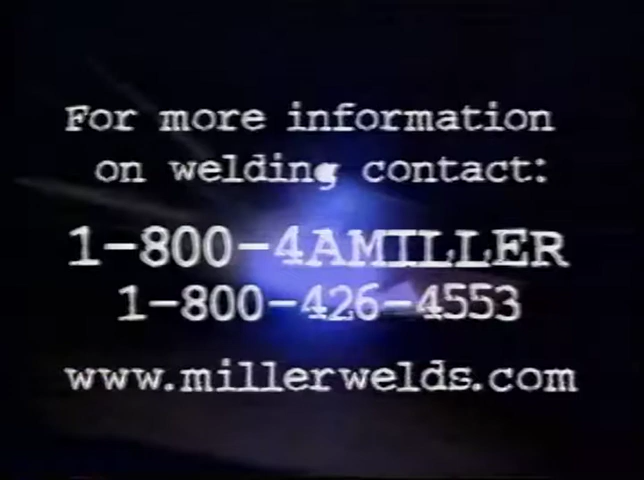 For more information
on welding contact:
1-800-4AMILLER
1-800-426-4553
www.millerwelds.com